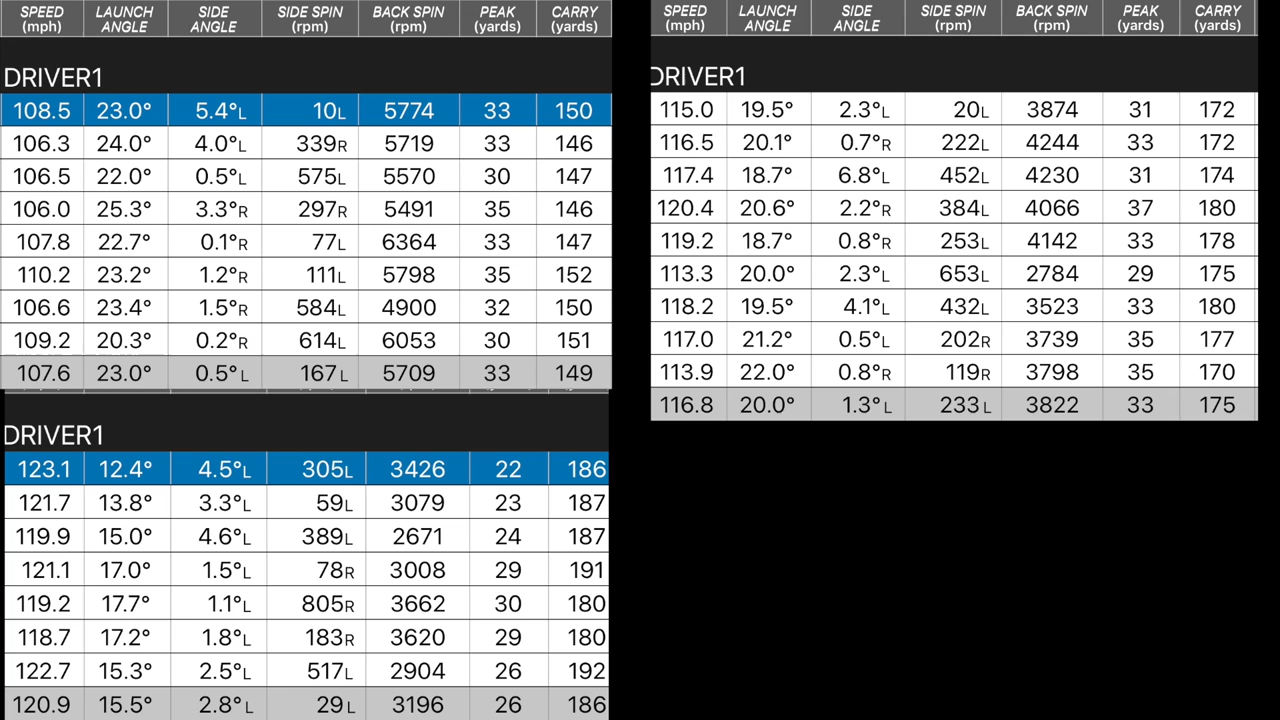 SPEED (mph) LAUNCH ANGLE SIDE ANGLE SIDE SPIN (rpm) BACK SPIN (rpm) PEAK (yards) CARRY (yards)
DRIVER1
108.5 23.0° 5.4°L 10L 5774 33 150
106.3 24.0° 4.0°L 339R 5719 33 146
106.5 22.0° 0.5°L 575L 5570 30 147
106.0 25.3° 3.3°R 297R 5491 35 146
107.8 22.7° 0.1°R 77L 6364 33 147
110.2 23.2° 1.2°R 111L 5798 35 152
106.6 23.4° 1.5°R 584L 4900 32 150
109.2 20.3° 0.2°R 614L 6053 30 151
107.6 23.0° 0.5°L 167L 5709 33 149
DRIVER1
123.1 12.4° 4.5°L 305L 3426 22 186
121.7 13.8° 3.3°L 59L 3079 23 187
119.9 15.0° 4.6°L 389L 2671 24 187
121.1 17.0° 1.5°L 78R 3008 29 191
119.2 17.7° 1.1°L 805R 3662 30 180
118.7 17.2° 1.8°L 183R 3620 29 180
122.7 15.3° 2.5°L 517L 2904 26 192
120.9 15.5° 2.8°L 29L 3196 26 186
SPEED (mph) LAUNCH ANGLE SIDE ANGLE SIDE SPIN (rpm) BACK SPIN (rpm) PEAK (yards) CARRY (yards)
DRIVER1
115.0 19.5° 2.3°L 20L 3874 31 172
116.5 20.1° 0.7°R 222L 4244 33 172
117.4 18.7° 6.8°L 452L 4230 31 174
120.4 20.6° 2.2°R 384L 4066 37 180
119.2 18.7° 0.8°R 253L 4142 33 178
113.3 20.0° 2.3°L 653L 2784 29 175
118.2 19.5° 4.1°L 432L 3523 33 180
117.0 21.2° 0.5°L 202R 3739 35 177
113.9 22.0° 0.8°R 119R 3798 35 170
116.8 20.0° 1.3°L 233L 3822 33 175